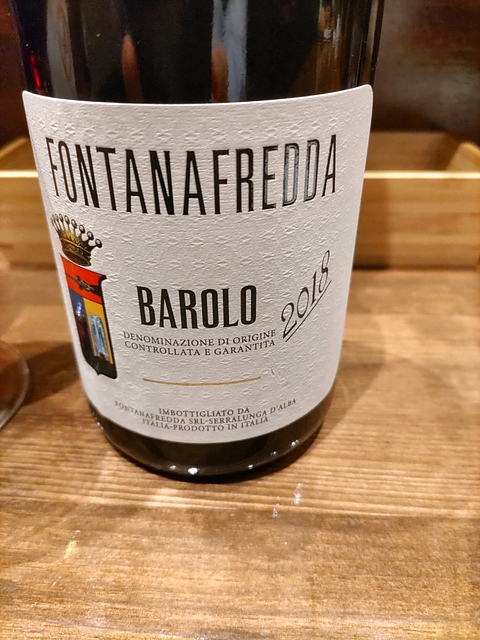 FONTANAFREDDA
BAROLO 2018
DENOMINAZIONE DI ORIGINE
CONTROLLATA E GARANTITA
IMBOTTIGLIATO DA
FONTANAFREDDA SRL-SERRALUNGA D'ALBA
ITALIA-PRODOTTO IN ITALIA